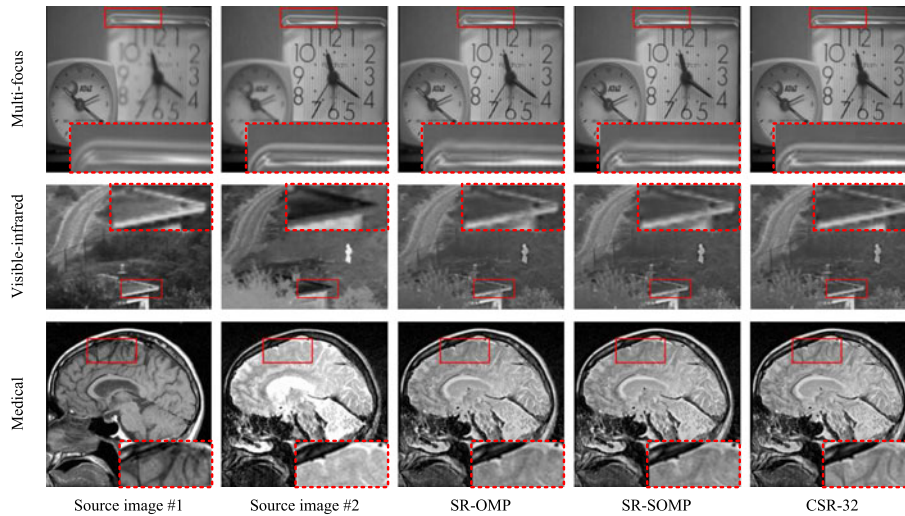 Multi-focus
Visible-infrared
Medical
Source image #1
Source image #2
SR-OMP
SR-SOMP
CSR-32